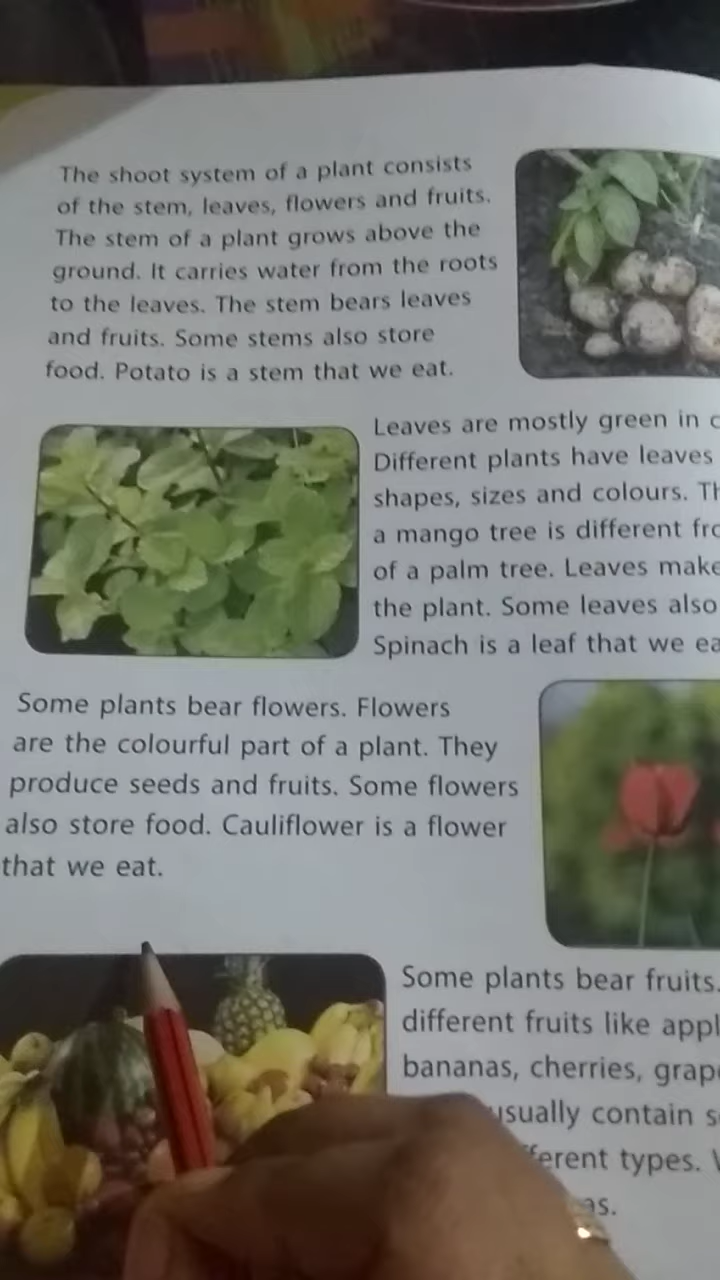 The shoot system of a plant consists
of the stem, leaves, flowers and fruits.
The stem of a plant grows above the
ground. It carries water from the roots
to the leaves. The stem bears leaves
and fruits. Some stems also store
food. Potato is a stem that we eat.
Leaves are mostly green in
Different plants have leaves
shapes, sizes and colours.
a mango tree is different
of a palm tree. Leaves make
the plant. Some leaves also
Spinach is a leaf that we
Some plants bear flowers. Flowers
are the colourful part of a plant. They
produce seeds and fruits. Some flowers
also store food. Cauliflower is a flower
that we eat.
Some plants bear fruits.
different fruits like
bananas, cherries,
usually contain
types.